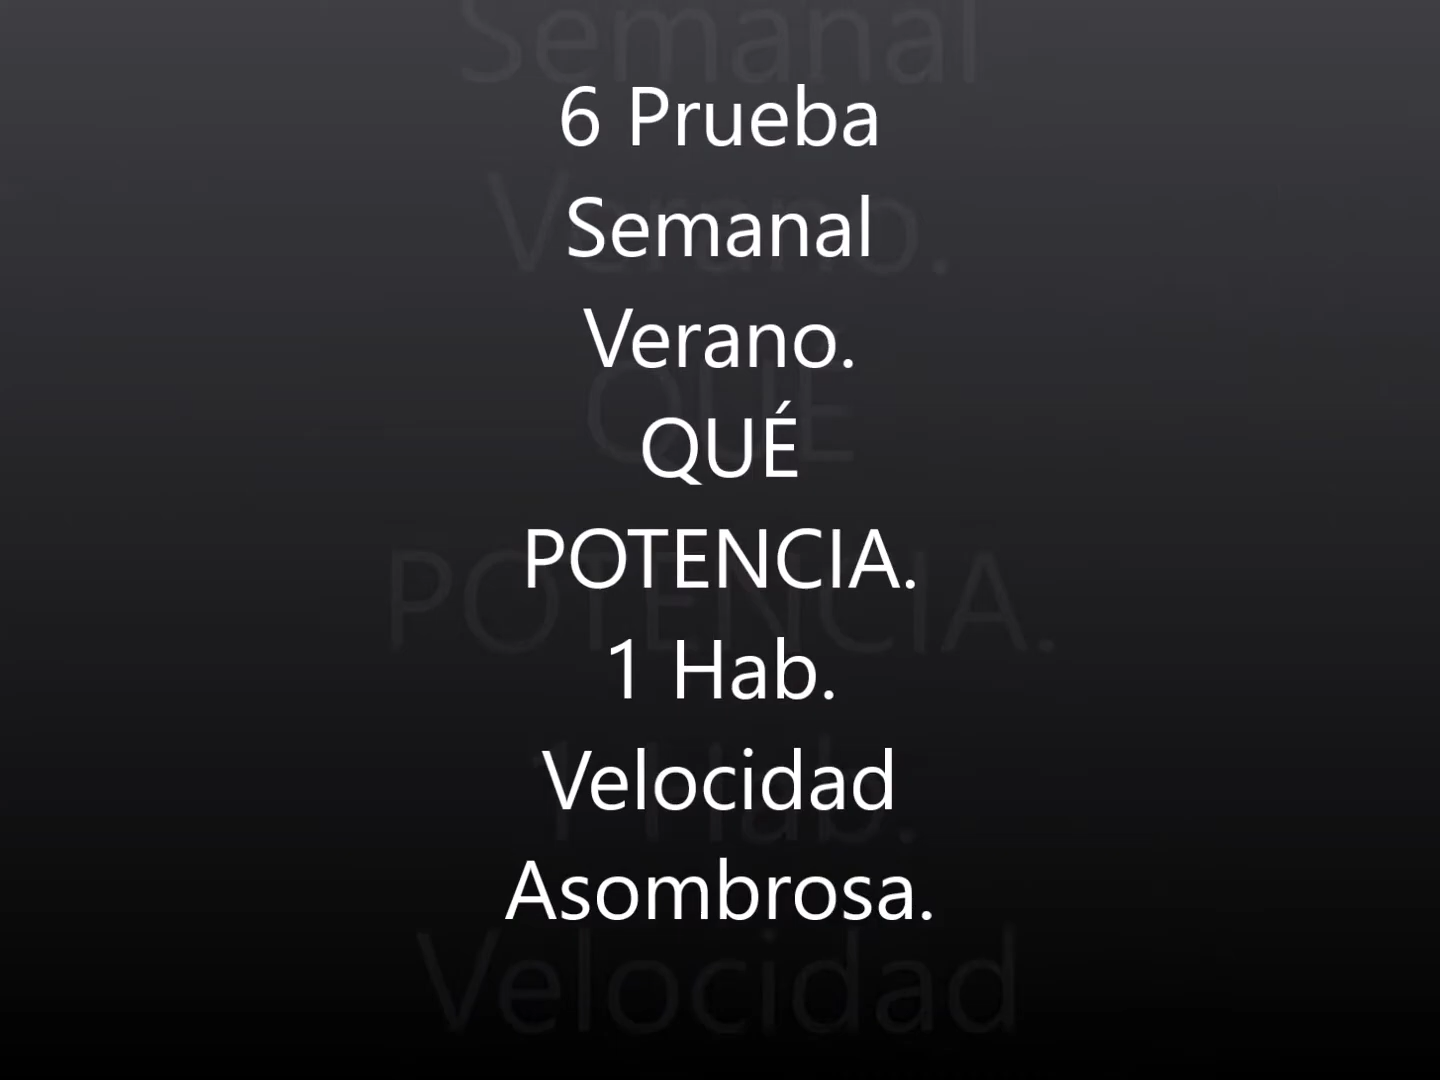 6 Prueba
Semanal
Verano.
QUÉ
POTENCIA.
1 Hab.
Velocidad
Asombrosa.